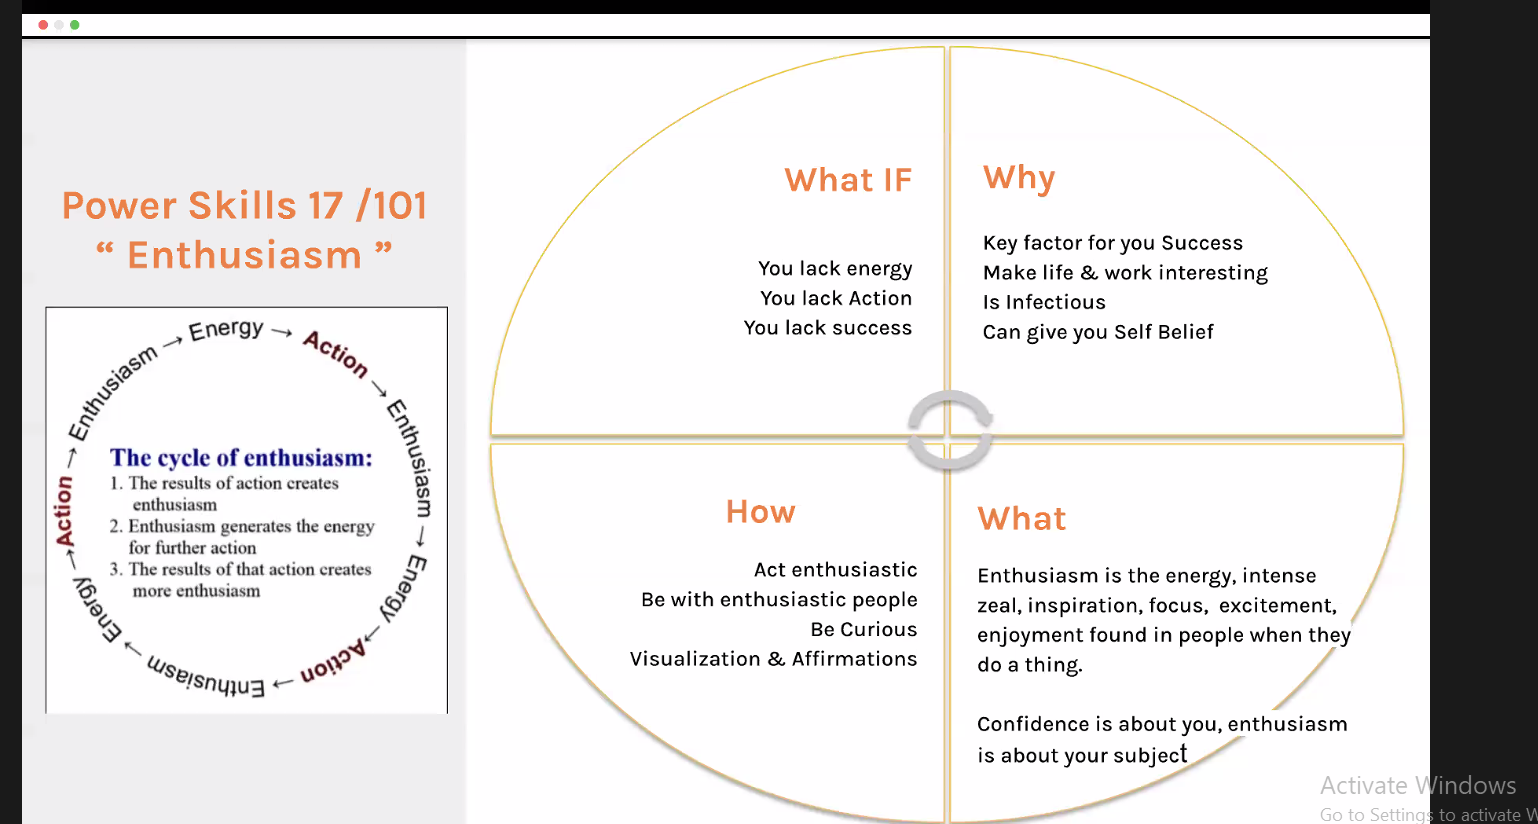 Power Skills 17 /101
“ Enthusiasm ”
Enthusiasm → Energy → Action → Enthusiasm → Energy → Action → Enthusiasm → Energy → Action →
The cycle of enthusiasm:
1. The results of action creates
enthusiasm
2. Enthusiasm generates the energy
for further action
3. The results of that action creates
more enthusiasm
What IF
You lack energy
You lack Action
You lack success
Why
Key factor for you Success
Make life & work interesting
Is Infectious
Can give you Self Belief
How
Act enthusiastic
Be with enthusiastic people
Be Curious
Visualization & Affirmations
What
Enthusiasm is the energy, intense
zeal, inspiration, focus, excitement,
enjoyment found in people when they
do a thing.
Confidence is about you, enthusiasm
is about your subject
Activate Windows
Go to Settings to activate W